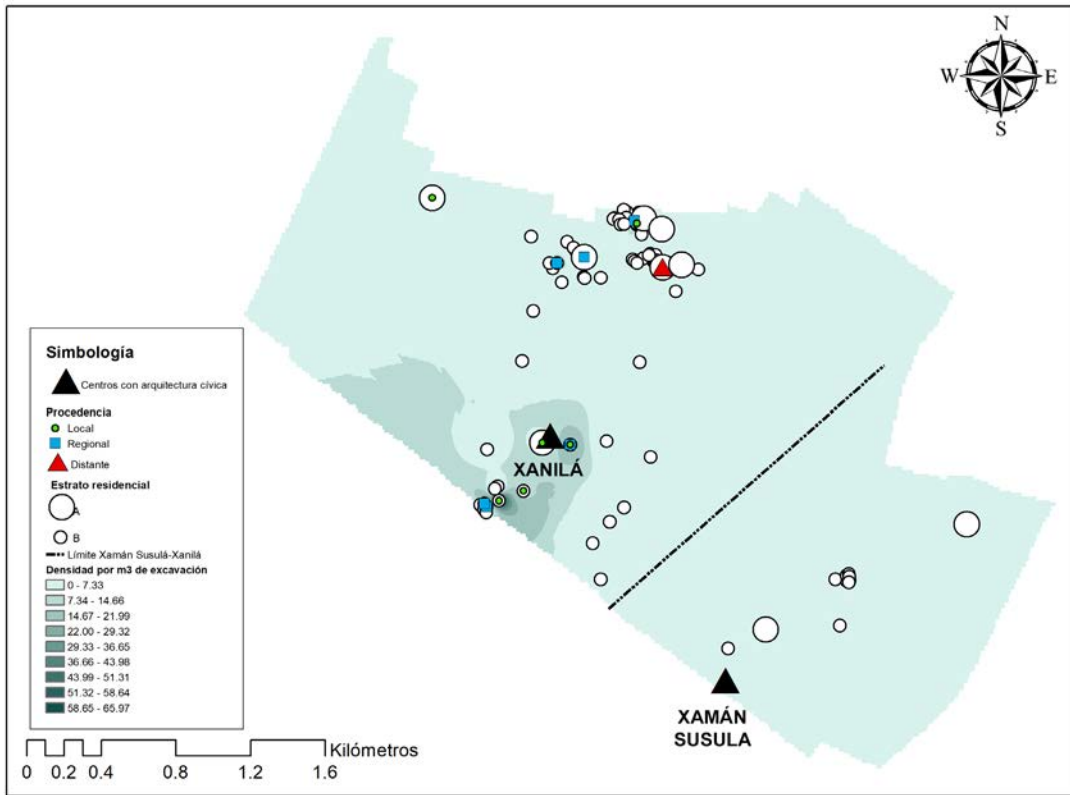 N
W E
S
XANILÁ
Simbología
Centros con arquitectura cívica
Procedencia
Local
Regional
Distante
Estrato residencial
A
B
Límite Xamán Susulá-Xanilá
Densidad por m3 de excavación
0 - 7.33
7.34 - 14.66
14.67 - 21.99
22.00 - 29.32
29.33 - 36.65
36.66 - 43.98
43.99 - 51.31
51.32 - 58.64
58.65 - 65.97
XAMÁN
SUSULA
Kilómetros
0 0.2 0.4 0.8 1.2 1.6